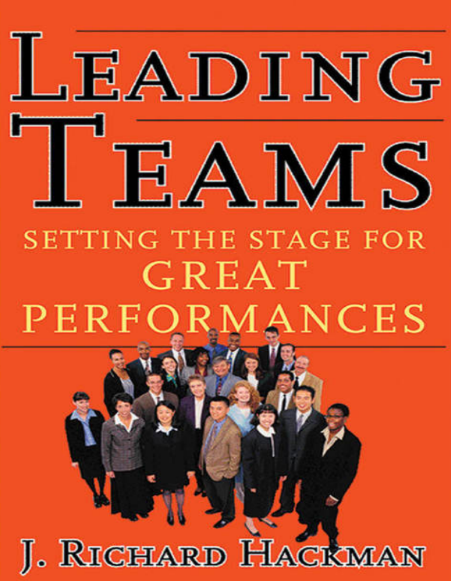 LEADING
TEAMS
SETTING THE STAGE FOR
GREAT
PERFORMANCES
J. RICHARD HACKMAN